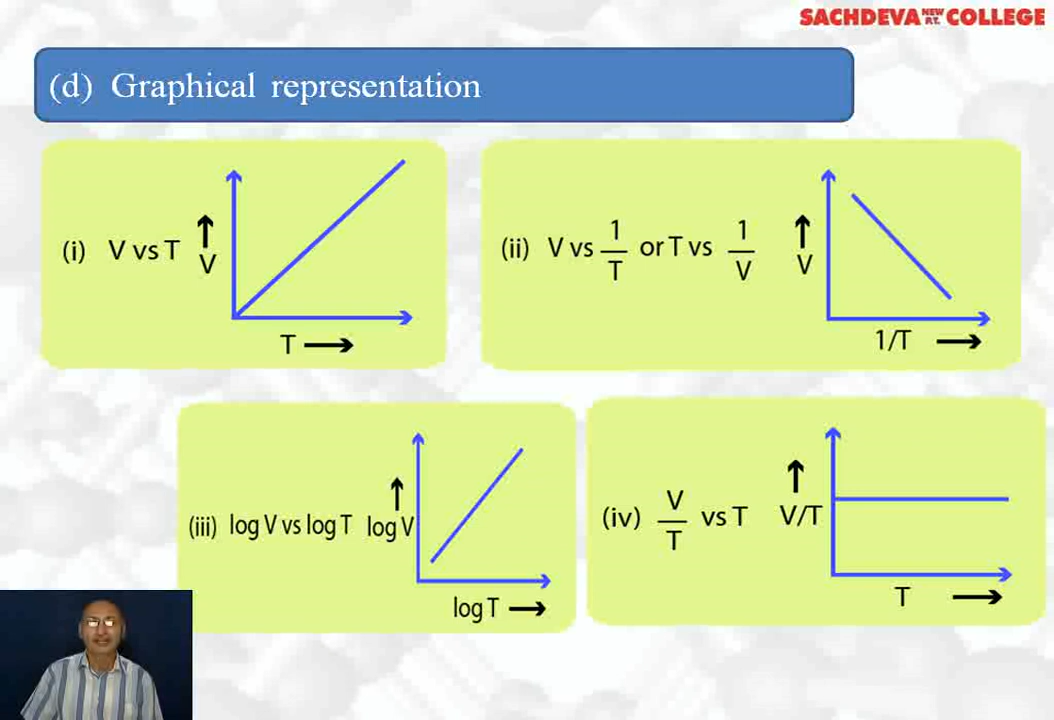 SACHDEVA NEW P.T. COLLEGE
(d) Graphical representation
(i) V vs T
V
T
(ii) V vs 1/T or T vs 1/V
V
1/T
(iii) log V vs log T
log V
log T
(iv) V/T vs T
V/T
T